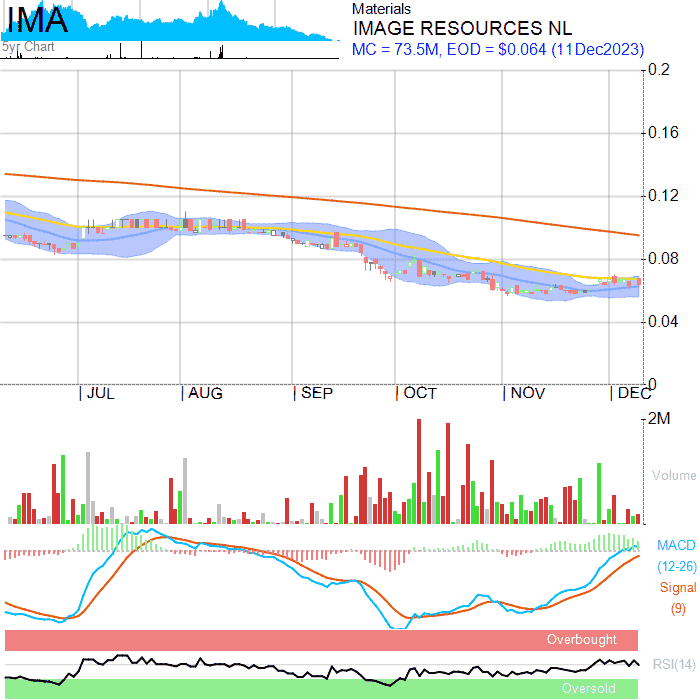 IMA
5yr Chart
Materials
IMAGE RESOURCES NL
MC = 73.5M, EOD = $0.064 (11Dec2023)
0.2
0.16
0.12
0.08
0.04
0
JUL AUG SEP OCT NOV DEC
2M
Volume
MACD
(12-26)
Signal
(9)
Overbought
RSI(14)
Oversold